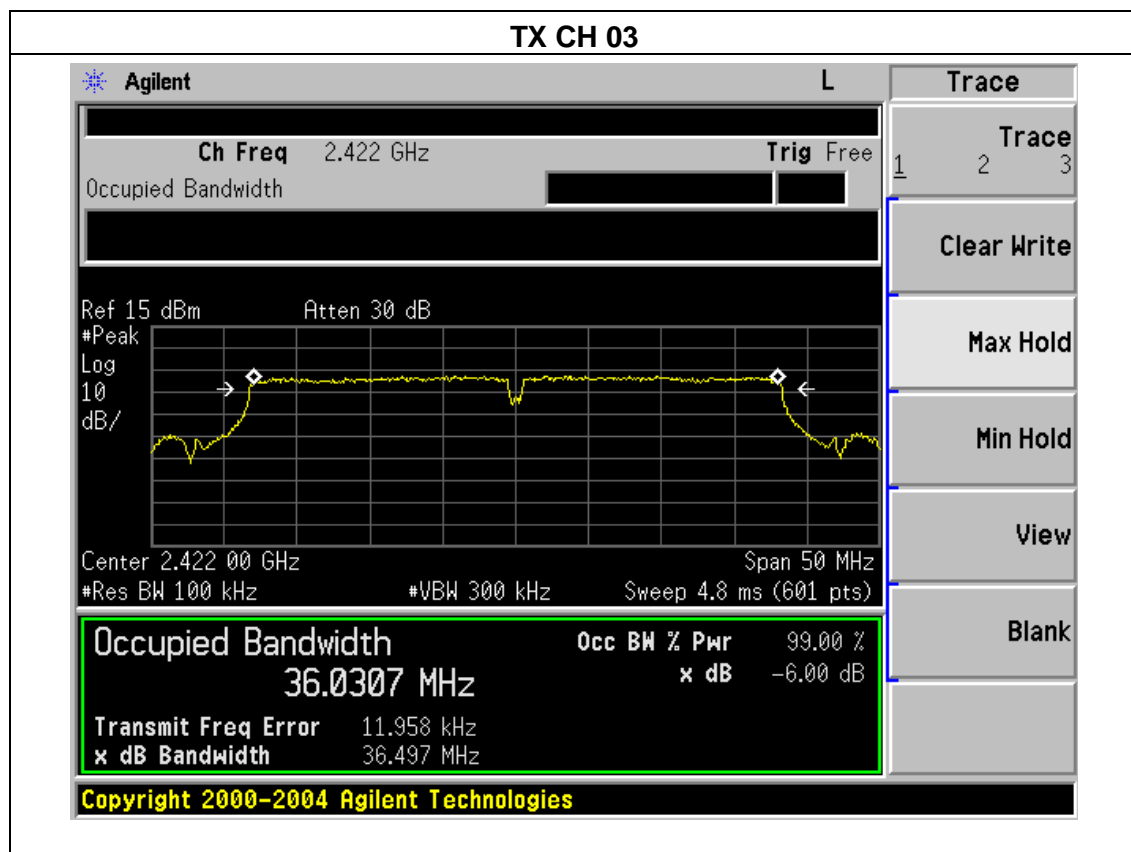 TX CH 03
Agilent L Trace
Ch Freq 2.422 GHz Trig Free
Occupied Bandwidth
Trace
1 2 3
Clear Write
Ref 15 dBm Atten 30 dB
#Peak
Log
10
dB/
Max Hold
Min Hold
View
Center 2.422 00 GHz Span 50 MHz
#Res BW 100 kHz #VBW 300 kHz Sweep 4.8 ms (601 pts)
Blank
Occupied Bandwidth Occ BW % Pwr 99.00 %
36.0307 MHz x dB -6.00 dB
Transmit Freq Error 11.958 kHz
x dB Bandwidth 36.497 MHz
Copyright 2000-2004 Agilent Technologies